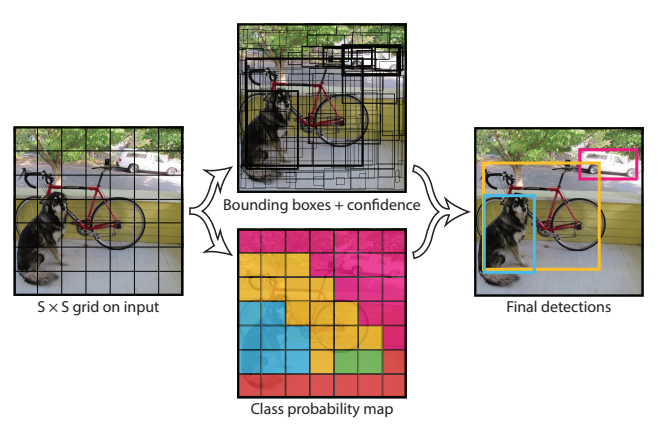 Bounding boxes + confidence
S × S grid on input
Final detections
Class probability map